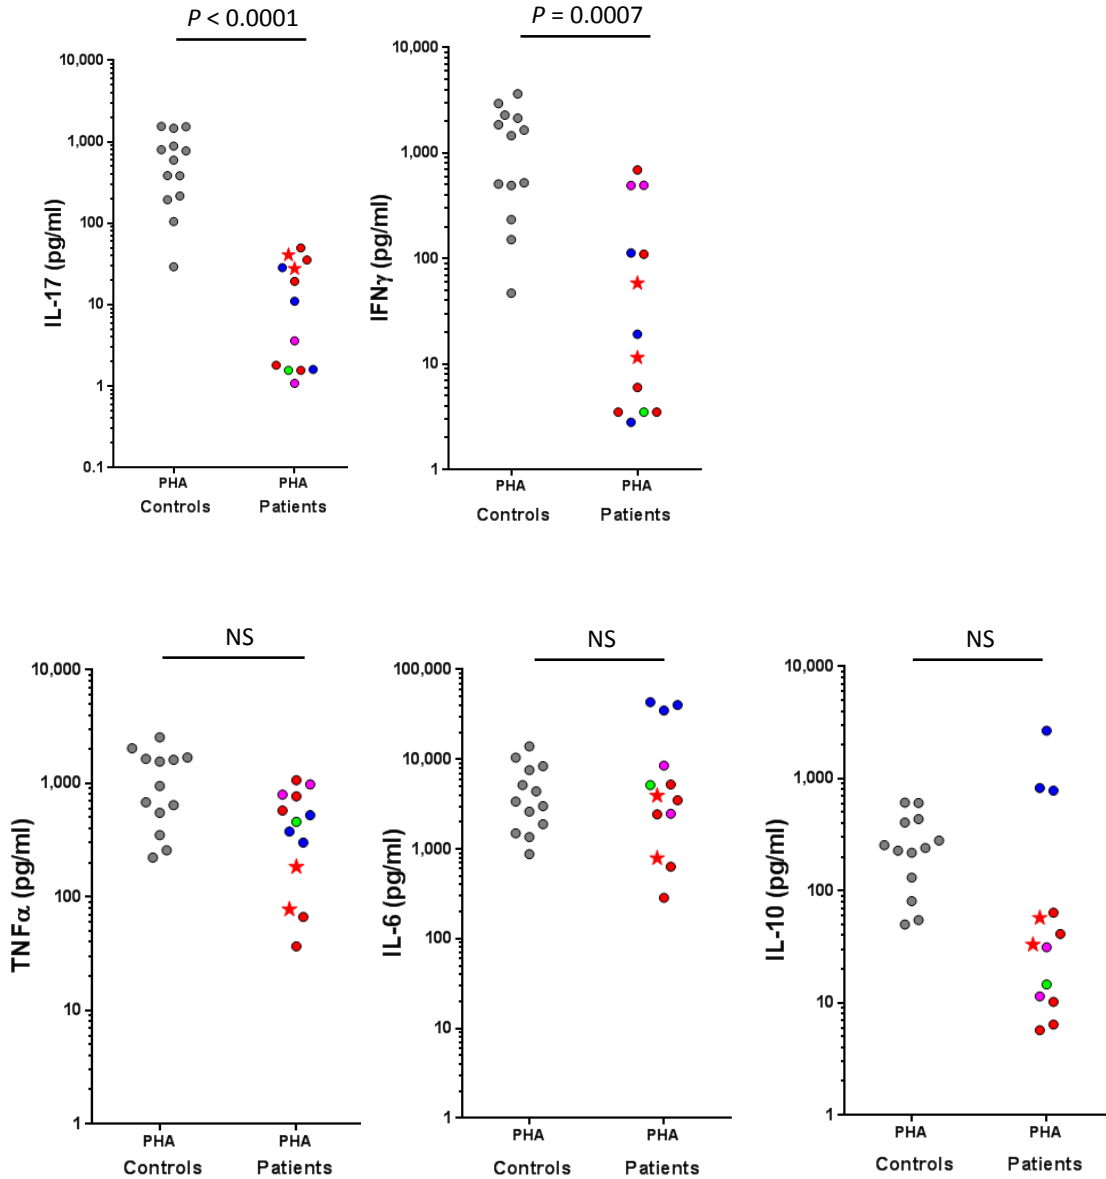 P < 0.0001
P = 0.0007
10,000
1,000
100
10
1
0.1
IL-17 (pg/ml)
PHA PHA
Controls Patients
10,000
1,000
100
10
1
IFNγ (pg/ml)
PHA PHA
Controls Patients
NS
10,000
1,000
100
10
1
TNFα (pg/ml)
PHA PHA
Controls Patients
NS
100,000
10,000
1,000
100
10
1
IL-6 (pg/ml)
PHA PHA
Controls Patients
NS
10,000
1,000
100
10
1
IL-10 (pg/ml)
PHA PHA
Controls Patients